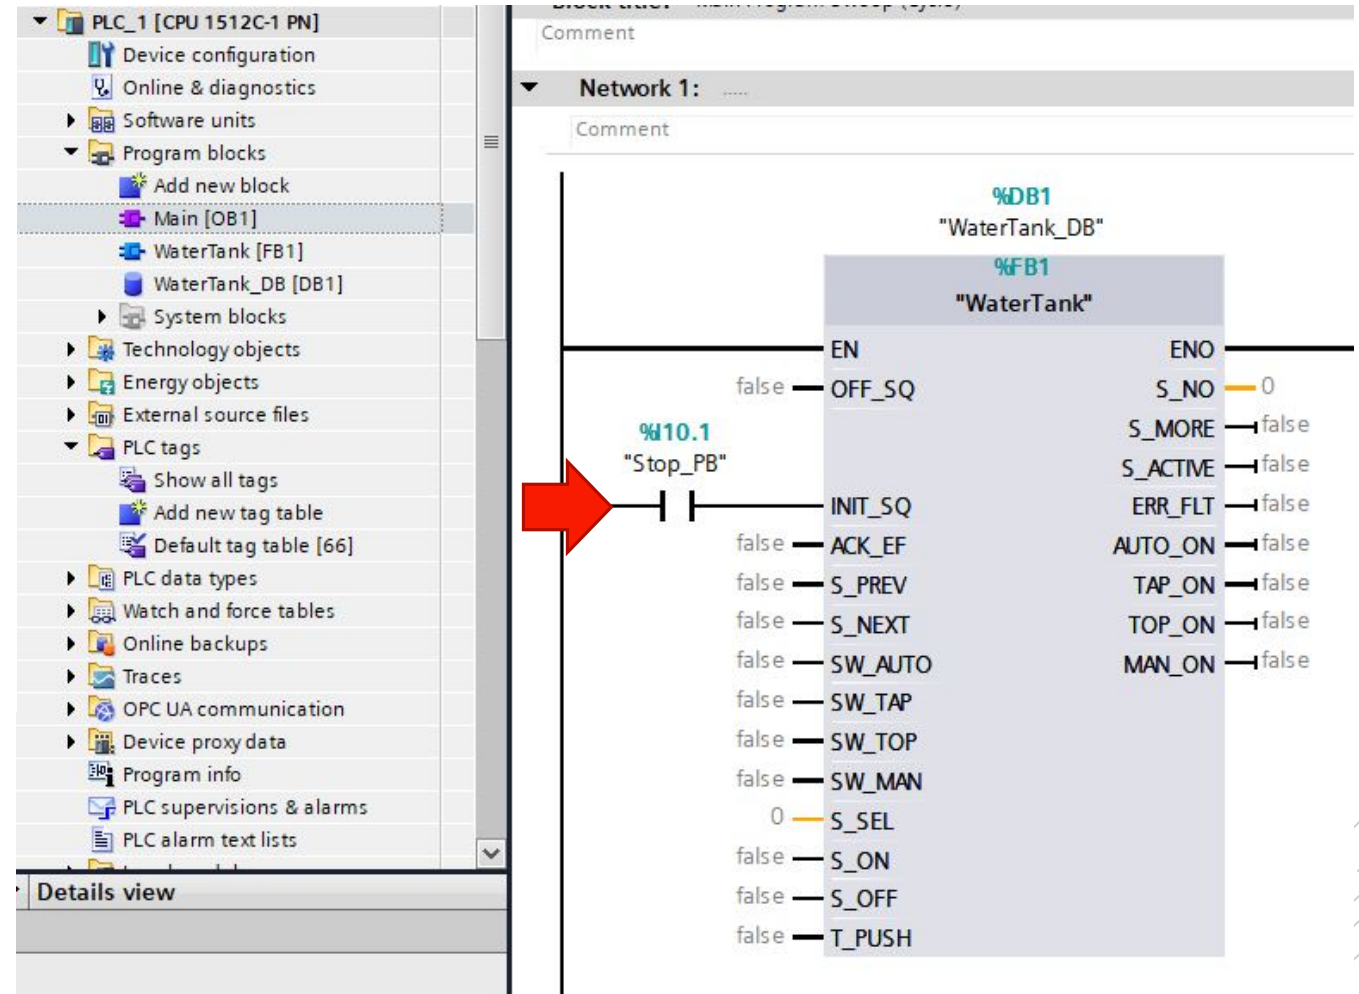 PLC_1 [CPU 1512C-1 PN]
Device configuration
Online & diagnostics
Software units
Program blocks
Add new block
Main [OB1]
WaterTank [FB1]
WaterTank_DB [DB1]
System blocks
Technology objects
Energy objects
External source files
PLC tags
Show all tags
Add new tag table
Default tag table [66]
PLC data types
Watch and force tables
Online backups
Traces
OPC UA communication
Device proxy data
Program info
PLC supervisions & alarms
PLC alarm text lists
Details view
Comment
Network 1: .....
Comment
%DB1
"WaterTank_DB"
%FB1
"WaterTank"
EN ENO
false OFF_SQ S_NO 0
%I10.1
"Stop_PB"
S_MORE false
S_ACTIVE false
INIT_SQ ERR_FLT false
false ACK_EF AUTO_ON false
false S_PREV TAP_ON false
false S_NEXT TOP_ON false
false SW_AUTO MAN_ON false
false SW_TAP
false SW_TOP
false SW_MAN
0 S_SEL
false S_ON
false S_OFF
false T_PUSH